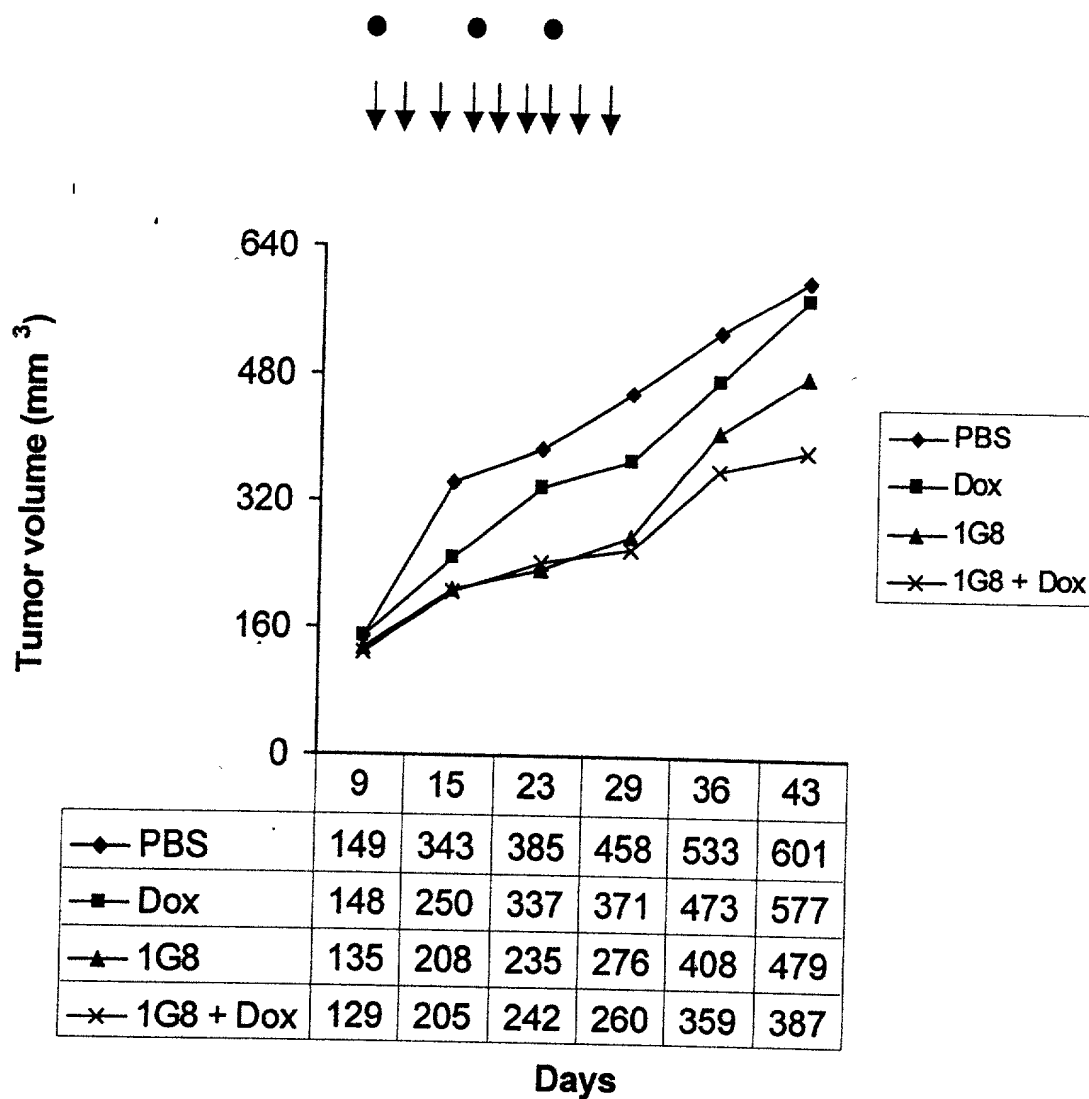 Tumor volume (mm ³)
640
480
320
160
0
PBS
Dox
1G8
1G8 + Dox
9 15 23 29 36 43
PBS 149 343 385 458 533 601
Dox 148 250 337 371 473 577
1G8 135 208 235 276 408 479
1G8 + Dox 129 205 242 260 359 387
Days